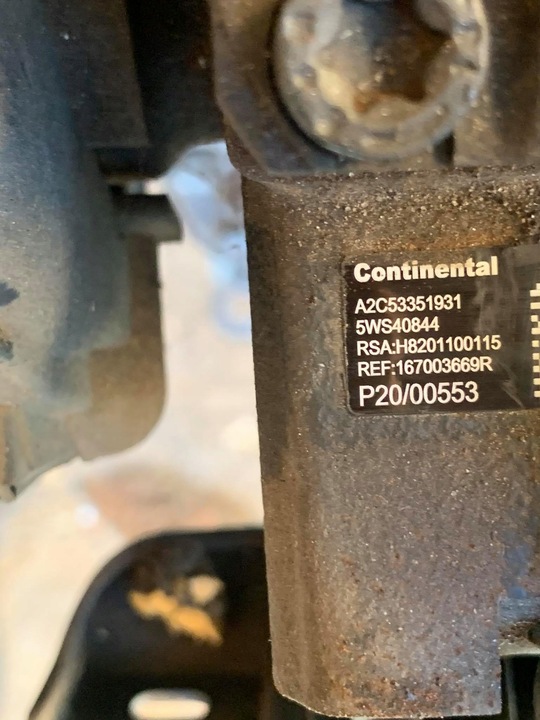 Continental
A2C53351931
5WS40844
RSA:H8201100115
REF:167003669R
P20/00553